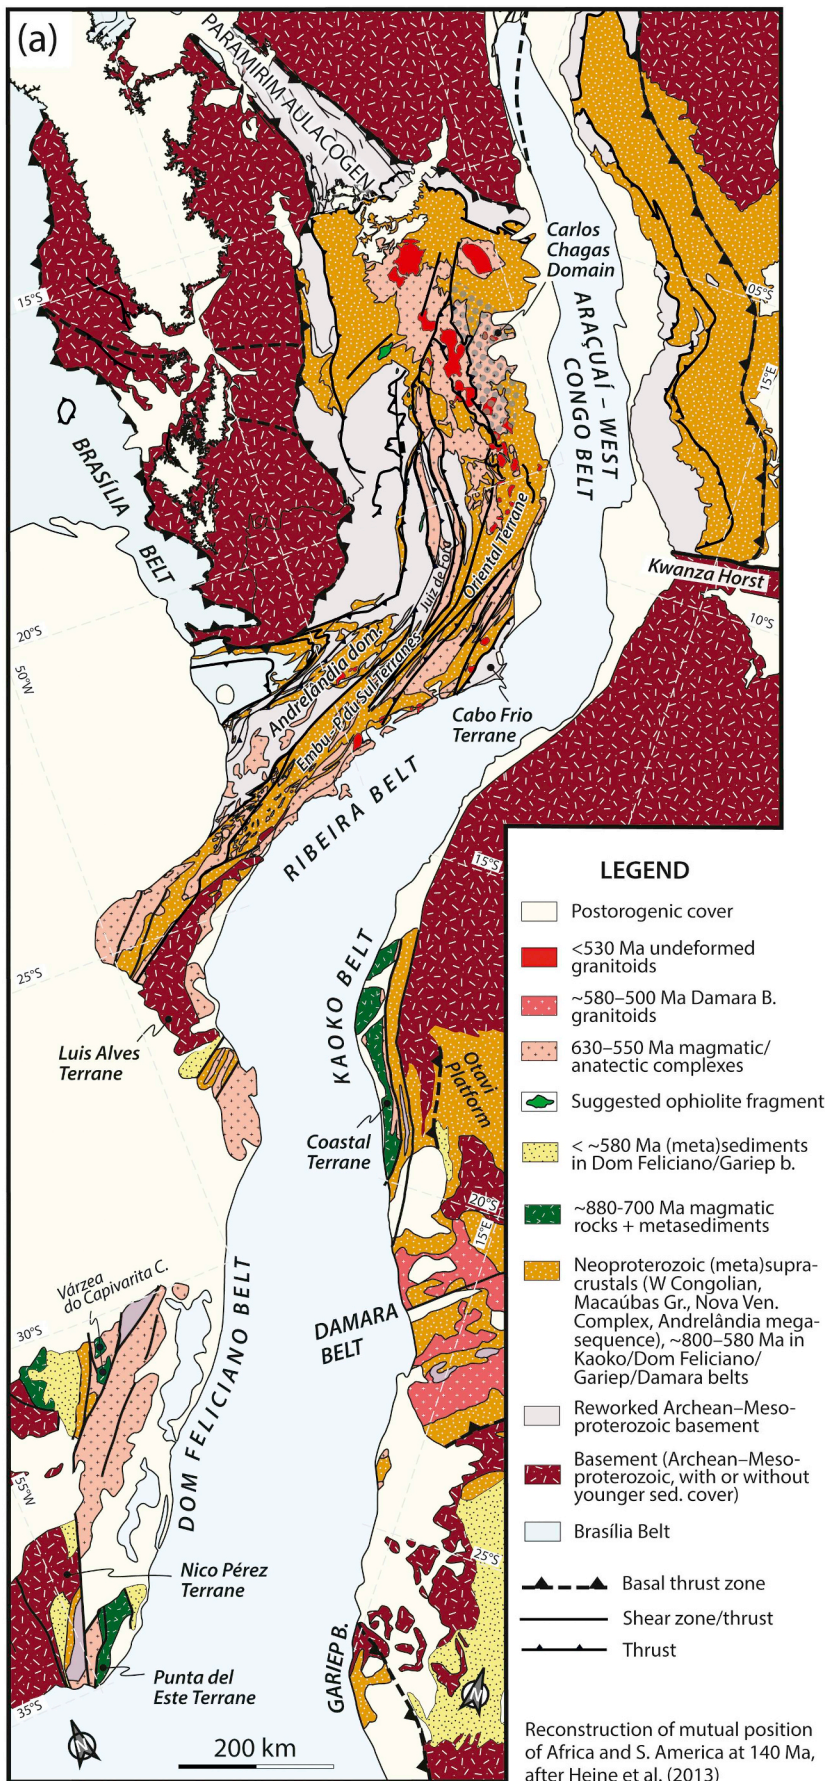 (a)
PARAMIRIM AULACOGEN
Carlos
Chagas
Domain
15°S
05°S
15°E
ARAÇUAÍ – WEST
CONGO BELT
BRASÍLIA
BELT
Oriental Terrane
Juiz de Fora
Kwanza Horst
10°S
20°S
50°W
Andrelândia dom.
Embu - P.du Sul Terranes
Cabo Frio
Terrane
RIBEIRA BELT
15°S
25°S
KAOKO BELT
Luis Alves
Terrane
Otavi
Platform
Coastal
Terrane
20°S
15°E
Várzea
do Capivarita C.
30°S
DAMARA
BELT
DOM FELICIANO BELT
55°W
25°S
Nico Pérez
Terrane
GARIEP B.
Punta del
Este Terrane
35°S
200 km
LEGEND
Postorogenic cover
<530 Ma undeformed
granitoids
~580–500 Ma Damara B.
granitoids
630–550 Ma magmatic/
anatectic complexes
Suggested ophiolite fragment
< ~580 Ma (meta)sediments
in Dom Feliciano/Gariep b.
~880-700 Ma magmatic
rocks + metasediments
Neoproterozoic (meta)supra-
crustals (W Congolian,
Macaúbas Gr., Nova Ven.
Complex, Andrelândia mega-
sequence), ~800–580 Ma in
Kaoko/Dom Feliciano/
Gariep/Damara belts
Reworked Archean–Meso-
proterozoic basement
Basement (Archean–Meso-
proterozoic, with or without
younger sed. cover)
Brasília Belt
Basal thrust zone
Shear zone/thrust
Thrust
Reconstruction of mutual position
of Africa and S. America at 140 Ma,
after Heine et al. (2013)